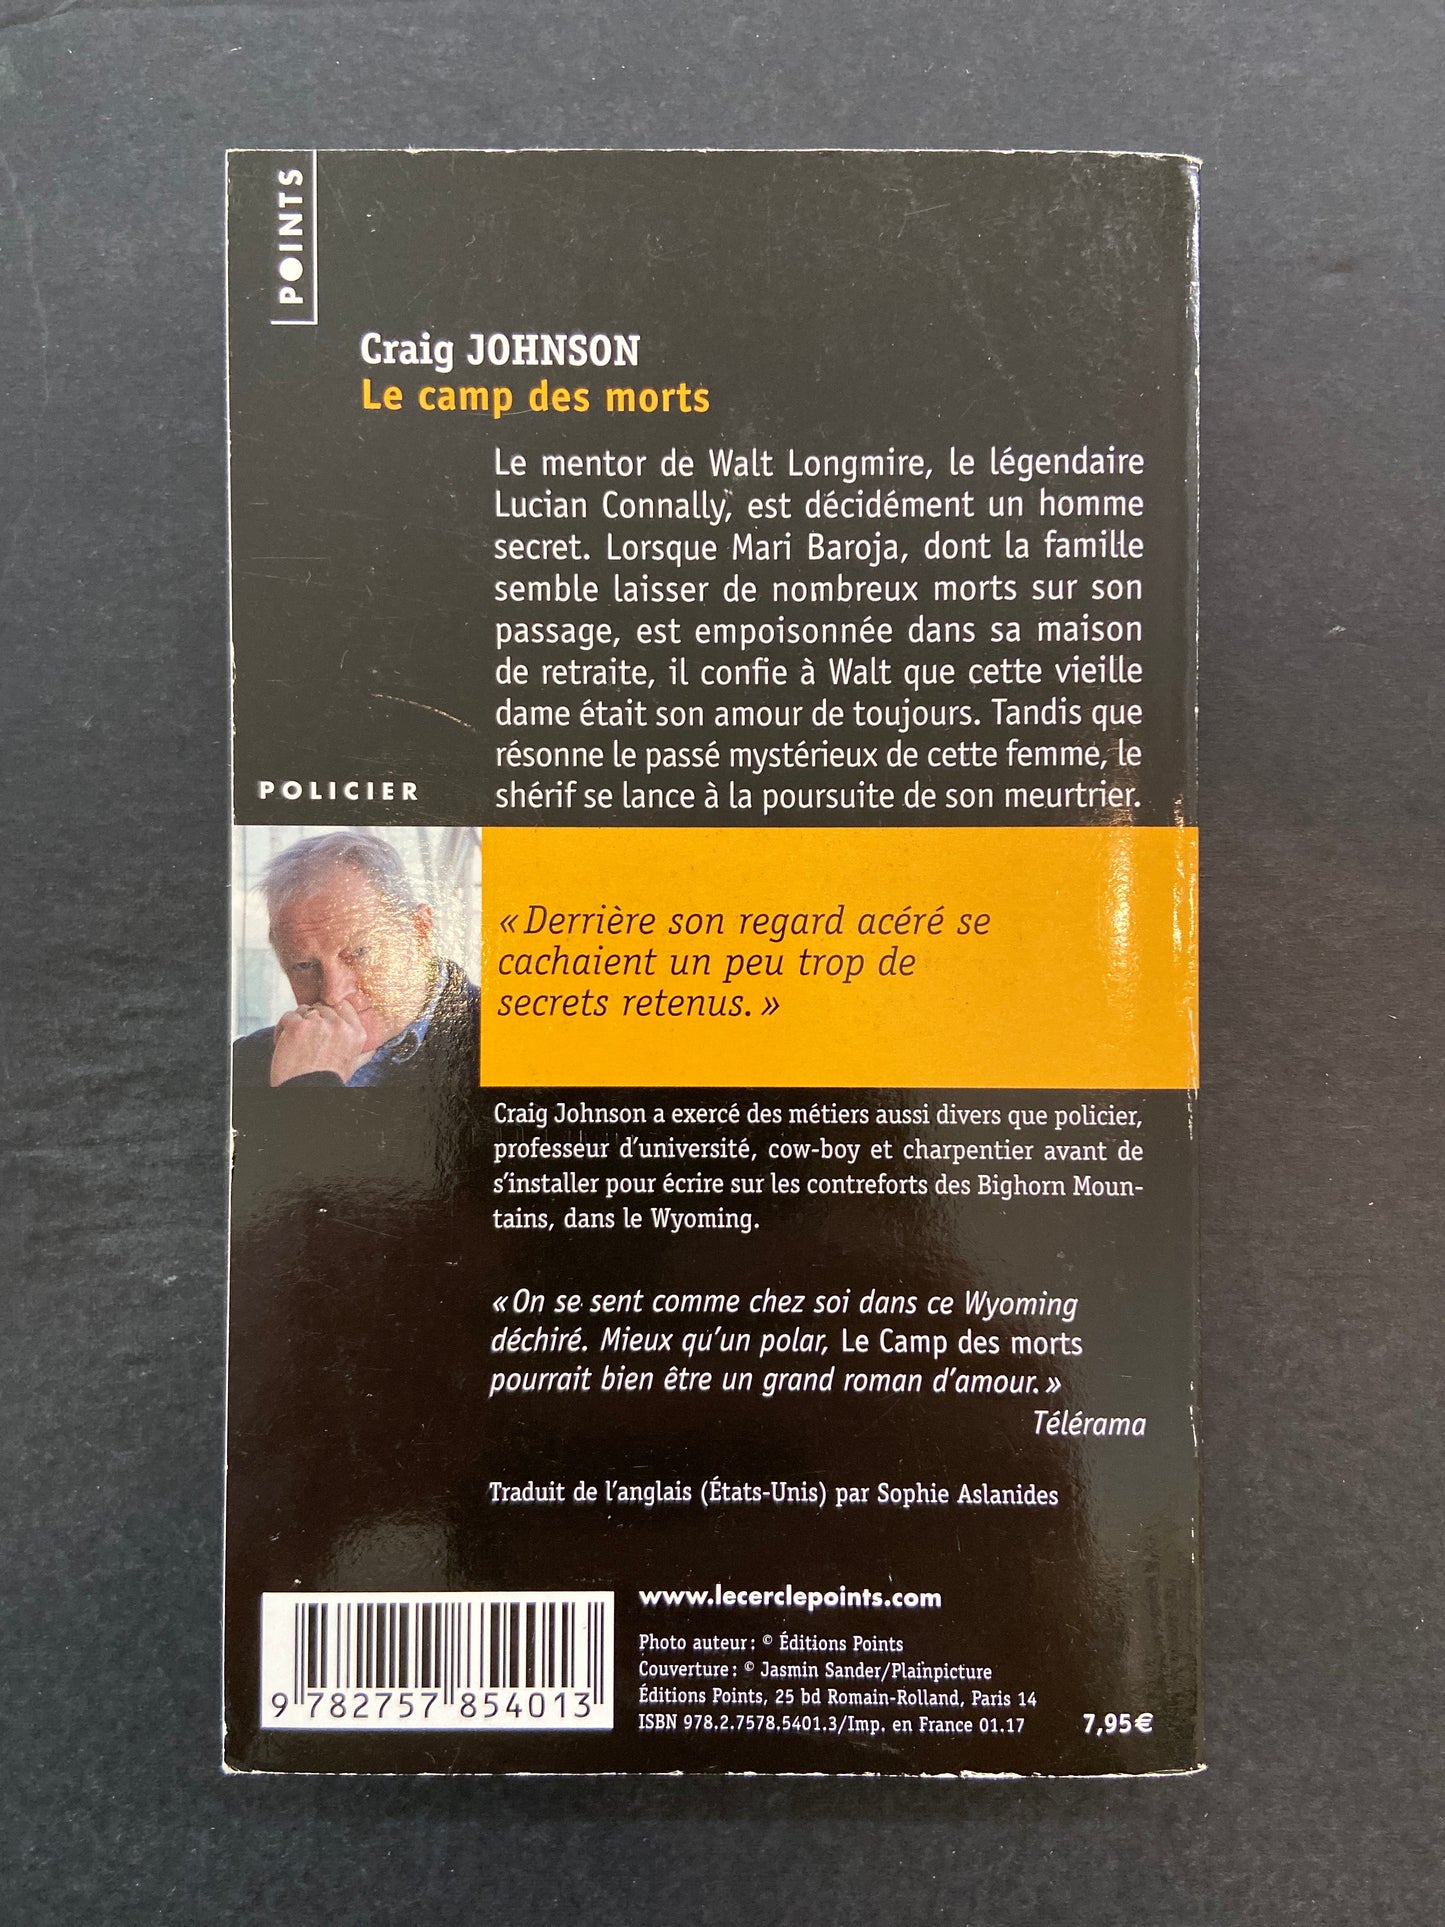 POINTS
Craig JOHNSON
Le camp des morts
Le mentor de Walt Longmire, le légendaire
Lucian Connally, est décidément un homme
secret. Lorsque Mari Baroja, dont la famille
semble laisser de nombreux morts sur son
passage, est empoisonnée dans sa maison
de retraite, il confie à Walt que cette vieille
dame était son amour de toujours. Tandis que
résonne le passé mystérieux de cette femme, le
shérif se lance à la poursuite de son meurtrier.
POLICIER
« Derrière son regard acéré se
cachaient un peu trop de
secrets retenus. »
Craig Johnson a exercé des métiers aussi divers que policier,
professeur d'université, cow-boy et charpentier avant de
s'installer pour écrire sur les contreforts des Bighorn Moun-
tains, dans le Wyoming.
« On se sent comme chez soi dans ce Wyoming
déchiré. Mieux qu'un polar, Le Camp des morts
pourrait bien être un grand roman d'amour. »
Télérama
Traduit de l'anglais (États-Unis) par Sophie Aslanides
www.lecerclepoints.com
Photo auteur : © Éditions Points
Couverture : © Jasmin Sander/Plainpicture
Éditions Points, 25 bd Romain-Rolland, Paris 14
ISBN 978.2.7578.5401.3/Imp. en France 01.17
7,95€
9 782757 854013